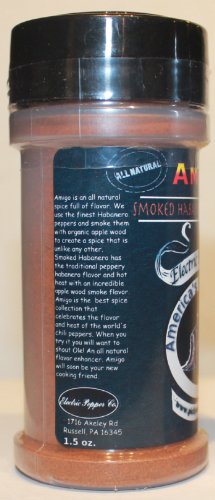 ALL NATURAL
SMOKED
Electric
America's
Amigo is an all natural
spice full of flavor. We
use the finest Habanero
peppers and smoke them
with organic apple wood
to create a spice that is
unlike any other.
Smoked Habanero has
the traditional peppery
habanero flavor and hot
heat with an incredible
apple wood smoke flavor.
Amigo is the best spice
collection that
celebrates the flavor
and heat of the world's
chili peppers. When you
try it you will want to
shout Ole! An all natural
flavor enhancer. Amigo
will soon be your new
cooking friend.
Electric Pepper Co.
1716 Axeley Rd
Russell, PA 16345
1.5 oz.